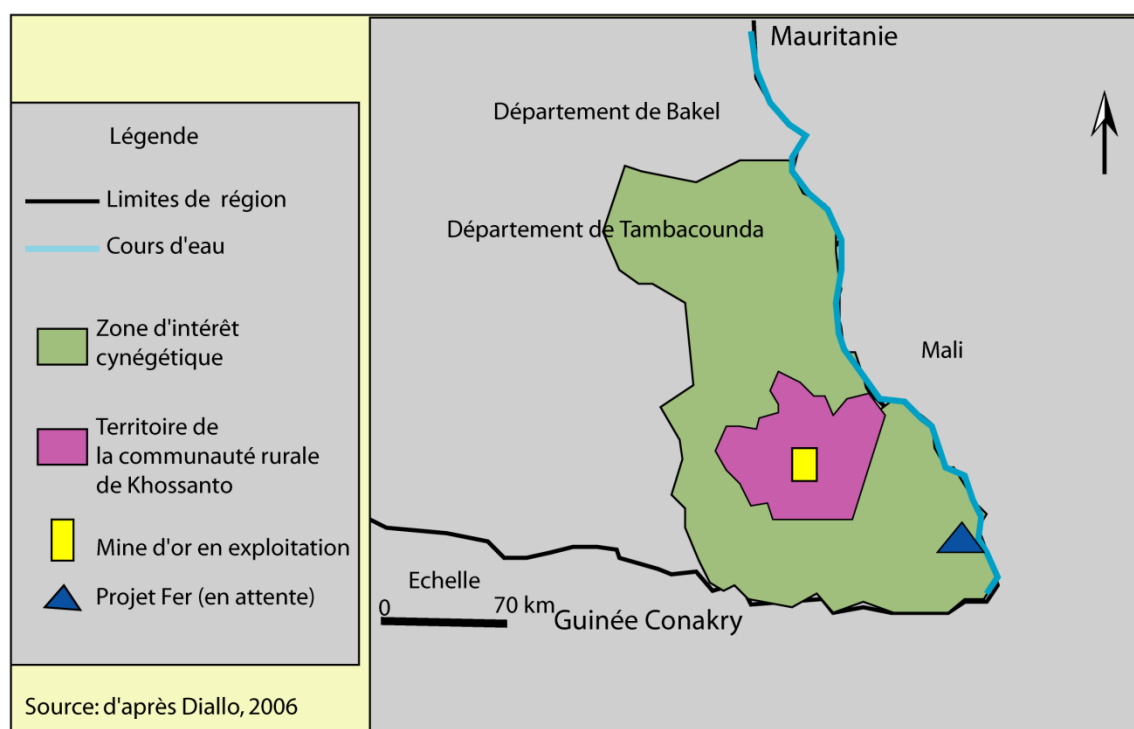 Légende
Limites de région
Cours d'eau
Zone d'intérêt
cynégétique
Territoire de
la communauté rurale
de Khossanto
Mine d'or en exploitation
Projet Fer (en attente)
Source: d'après Diallo, 2006
Mauritanie
Département de Bakel
Département de Tambacounda
Mali
Echelle
0 70 km
Guinée Conakry